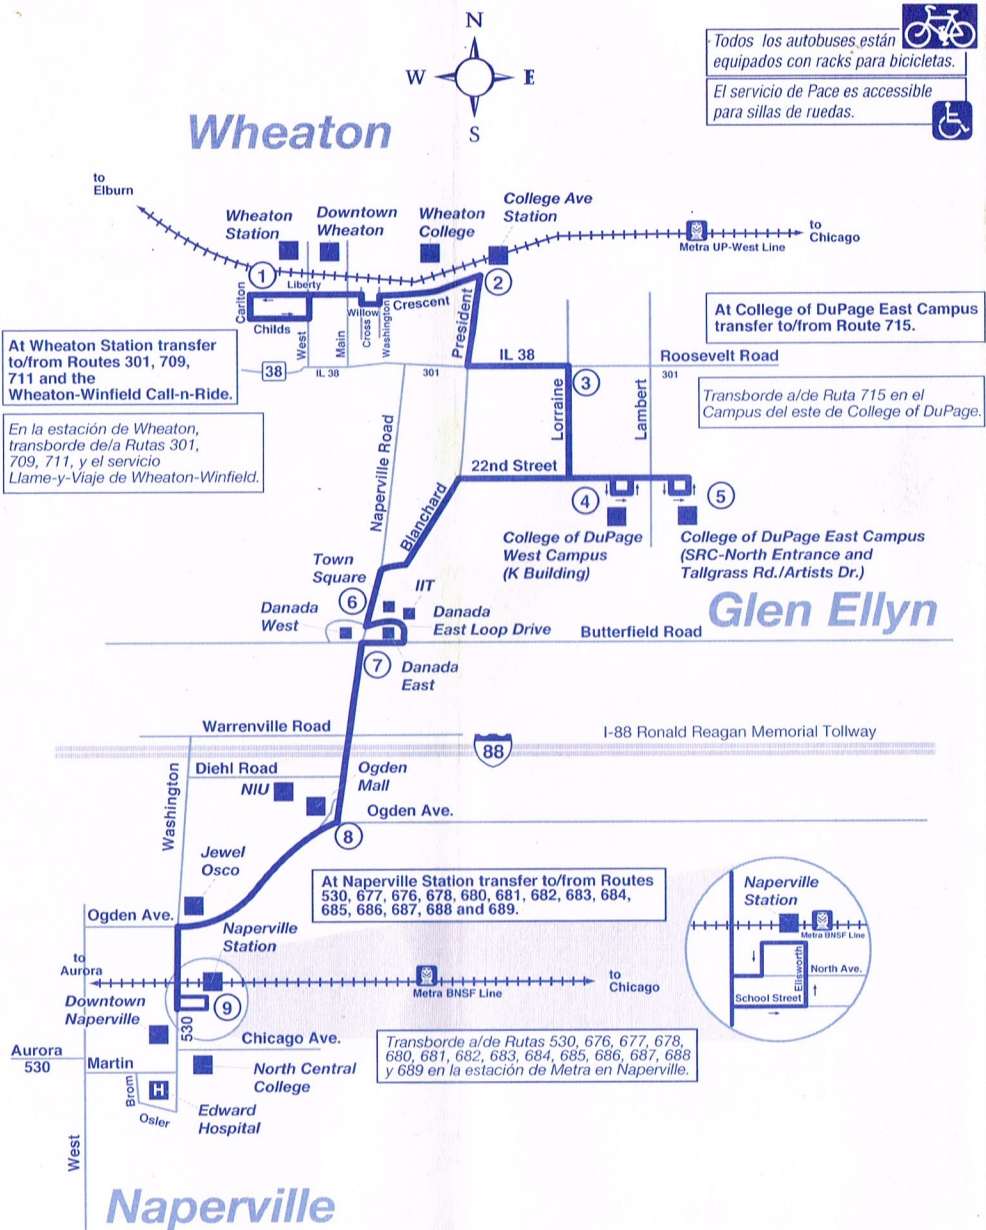 N
W
E
S
Todos los autobuses están
equipados con racks para bicicletas.
El servicio de Pace es accessible
para sillas de ruedas.
Wheaton
to
Elburn
Wheaton
Station
Downtown
Wheaton
Wheaton
College
College Ave
Station
Metra UP-West Line
to
Chicago
1
2
Liberty
Carlton
Childs
West
Main
Willow
Cross
Washington
Crescent
President
At College of DuPage East Campus
transfer to/from Route 715.
At Wheaton Station transfer
to/from Routes 301, 709,
711 and the
Wheaton-Winfield Call-n-Ride.
38
IL 38
301
IL 38
Roosevelt Road
301
3
Lorraine
Lambert
Transborde a/de Ruta 715 en el
Campus del este de College of DuPage.
En la estación de Wheaton,
transborde de/a Rutas 301,
709, 711, y el servicio
Llame-y-Viaje de Wheaton-Winfield.
Naperville Road
22nd Street
Blanchard
4
5
College of DuPage
West Campus
(K Building)
College of DuPage East Campus
(SRC-North Entrance and
Tallgrass Rd./Artists Dr.)
Town
Square
6
IIT
Danada
West
Danada
East Loop Drive
Butterfield Road
Glen Ellyn
7
Danada
East
Warrenville Road
I-88 Ronald Reagan Memorial Tollway
88
Diehl Road
Washington
NIU
Ogden
Mall
Ogden Ave.
8
Jewel
Osco
At Naperville Station transfer to/from Routes
530, 677, 676, 678, 680, 681, 682, 683, 684,
685, 686, 687, 688 and 689.
Naperville
Station
Metra BNSF Line
Ellsworth
North Ave.
School Street
Ogden Ave.
Naperville
Station
to
Aurora
Metra BNSF Line
to
Chicago
9
Downtown
Naperville
530
Chicago Ave.
Transborde a/de Rutas 530, 676, 677, 678,
680, 681, 682, 683, 684, 685, 686, 687, 688
y 689 en la estación de Metra en Naperville.
Aurora
530
Martin
North Central
College
Brom
H
Osler
Edward
Hospital
West
Naperville